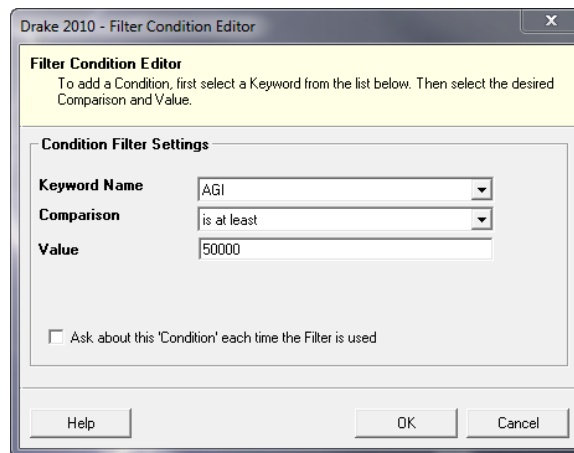 Drake 2010 - Filter Condition Editor
x
Filter Condition Editor
To add a Condition, first select a Keyword from the list below. Then select the desired
Comparison and Value.
Condition Filter Settings
Keyword Name AGI
Comparison is at least
Value 50000
Ask about this 'Condition' each time the Filter is used
Help OK Cancel